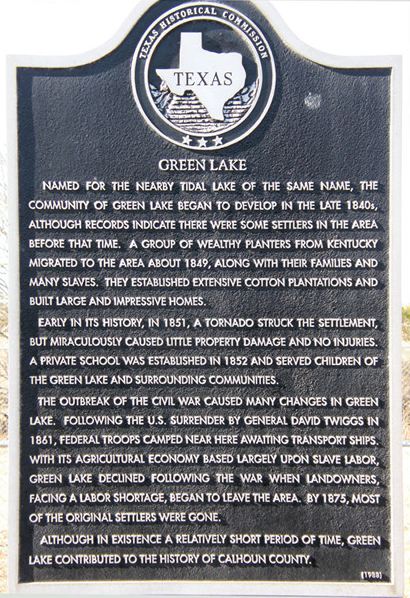 TEXAS HISTORICAL COMMISSION
TEXAS
GREEN LAKE
NAMED FOR THE NEARBY TIDAL LAKE OF THE SAME NAME, THE
COMMUNITY OF GREEN LAKE BEGAN TO DEVELOP IN THE LATE 1840s,
ALTHOUGH RECORDS INDICATE THERE WERE SOME SETTLERS IN THE AREA
BEFORE THAT TIME. A GROUP OF WEALTHY PLANTERS FROM KENTUCKY
MIGRATED TO THE AREA ABOUT 1849, ALONG WITH THEIR FAMILIES AND
MANY SLAVES. THEY ESTABLISHED EXTENSIVE COTTON PLANTATIONS AND
BUILT LARGE AND IMPRESSIVE HOMES.
EARLY IN ITS HISTORY, IN 1851, A TORNADO STRUCK THE SETTLEMENT,
BUT MIRACULOUSLY CAUSED LITTLE PROPERTY DAMAGE AND NO INJURIES.
A PRIVATE SCHOOL WAS ESTABLISHED IN 1852 AND SERVED CHILDREN OF
THE GREEN LAKE AND SURROUNDING COMMUNITIES.
THE OUTBREAK OF THE CIVIL WAR CAUSED MANY CHANGES IN GREEN
LAKE. FOLLOWING THE U.S. SURRENDER BY GENERAL DAVID TWIGGS IN
1861, FEDERAL TROOPS CAMPED NEAR HERE AWAITING TRANSPORT SHIPS.
WITH ITS AGRICULTURAL ECONOMY BASED LARGELY UPON SLAVE LABOR,
GREEN LAKE DECLINED FOLLOWING THE WAR WHEN LANDOWNERS,
FACING A LABOR SHORTAGE, BEGAN TO LEAVE THE AREA. BY 1875, MOST
OF THE ORIGINAL SETTLERS WERE GONE.
ALTHOUGH IN EXISTENCE A RELATIVELY SHORT PERIOD OF TIME, GREEN
LAKE CONTRIBUTED TO THE HISTORY OF CALHOUN COUNTY.
(1988)